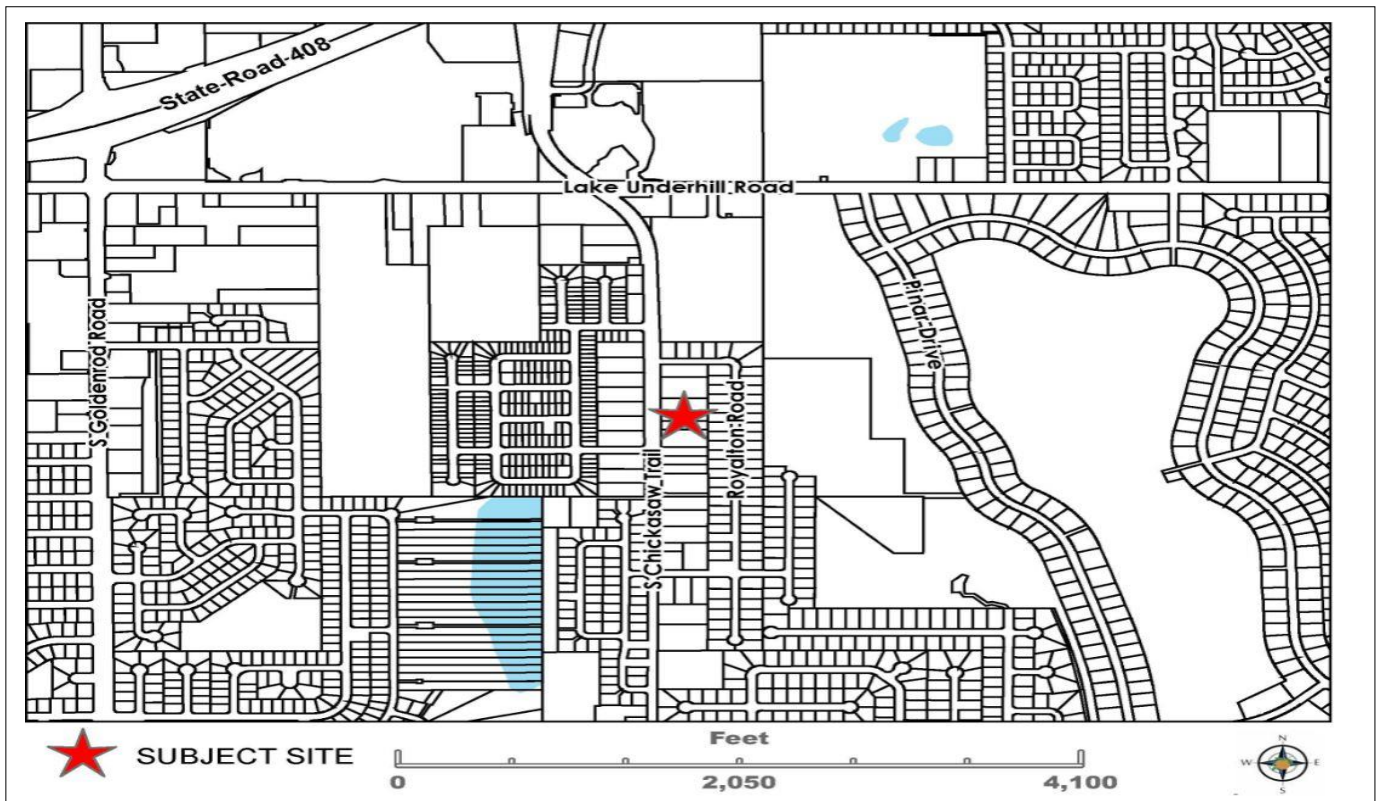 State-Road-408
Lake Underhill Road
S Goldenrod Road
Pinar Drive
Royalton Road
S Chickasaw Trail
SUBJECT SITE
Feet
0
2,050
4,100
N
W
E
S